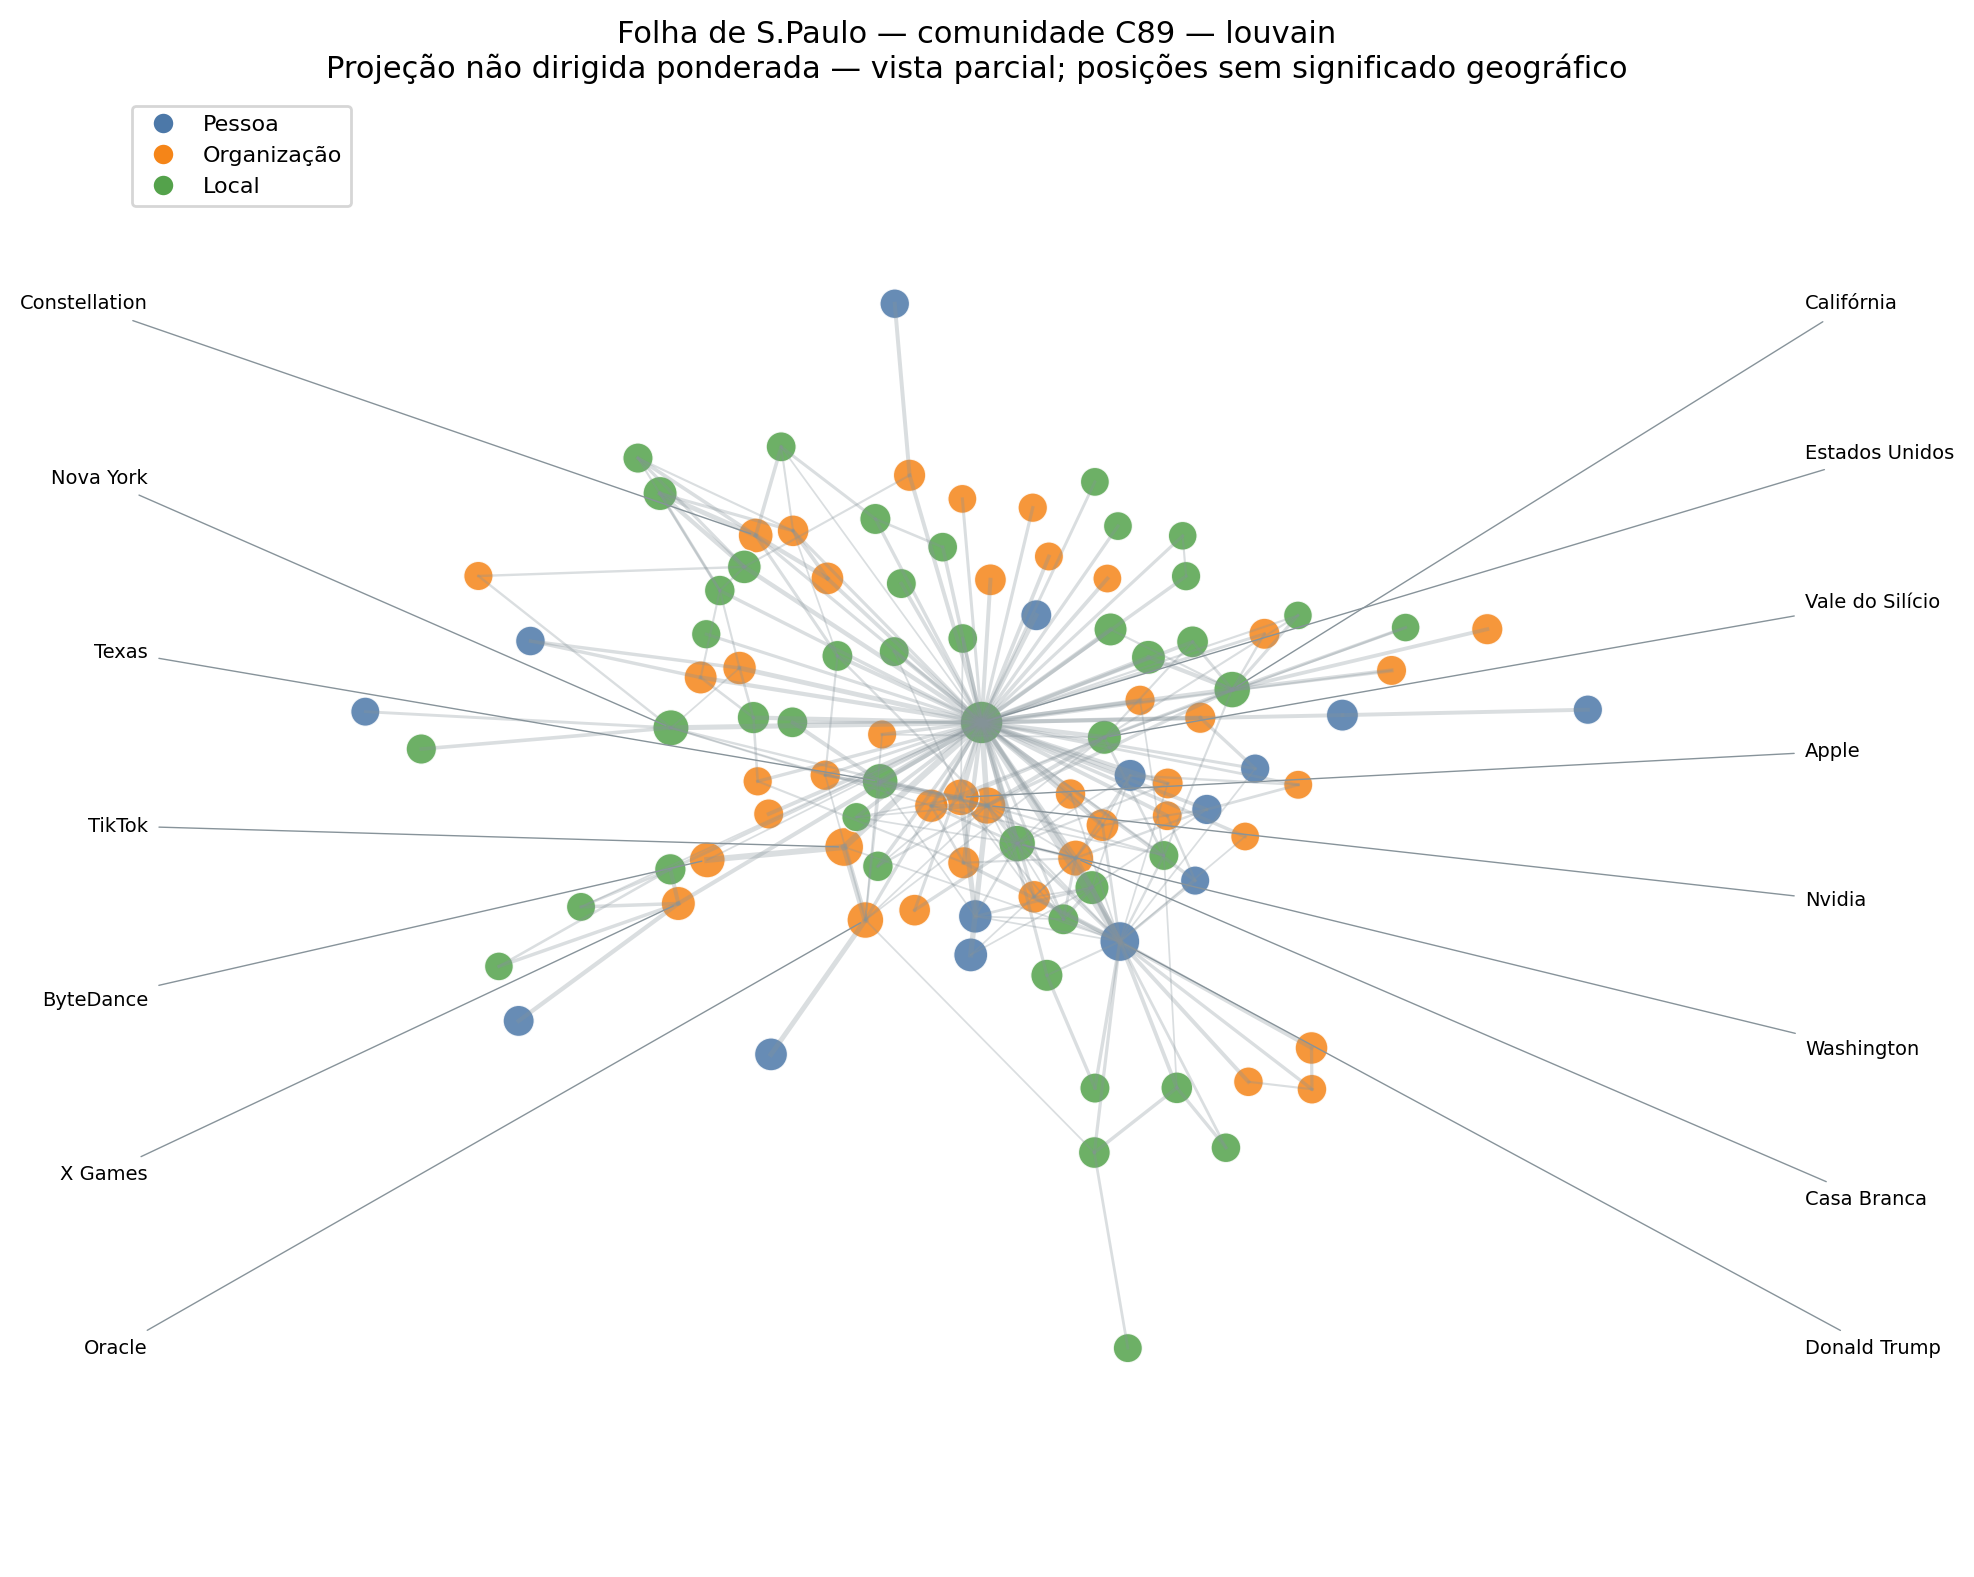 Folha de S.Paulo — comunidade C89 — louvain
Projeção não dirigida ponderada — vista parcial; posições sem significado geográfico
Pessoa
Organização
Local
Constellation
Nova York
Texas
TikTok
ByteDance
X Games
Oracle
Califórnia
Estados Unidos
Vale do Silício
Apple
Nvidia
Washington
Casa Branca
Donald Trump